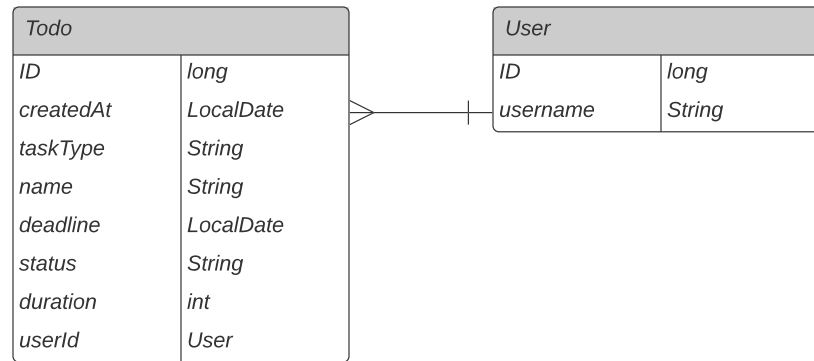 Todo
ID long
createdAt LocalDate
taskType String
name String
deadline LocalDate
status String
duration int
userId User
User
ID long
username String